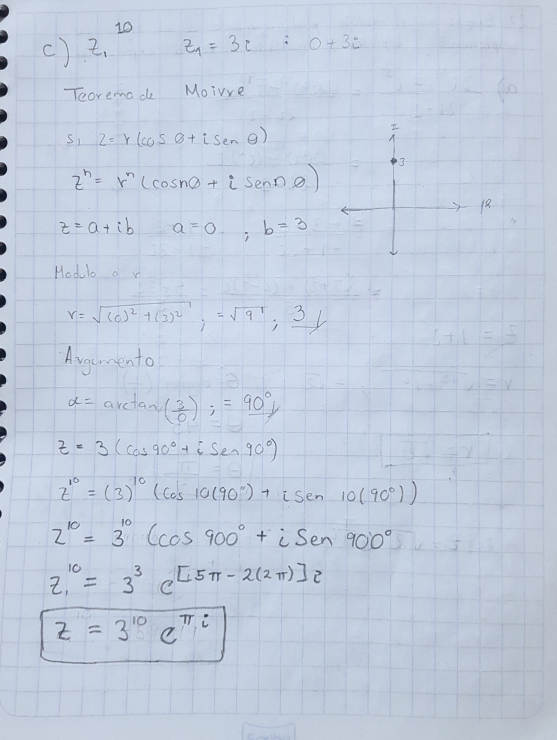 c) z₁¹⁰ z₁ = 3i : 0 + 3i
Teorema de Moivre
Si z = r (cos θ + i sen θ)
zⁿ = rⁿ (cos nθ + i sen n θ)
z = a + ib a = 0 ; b = 3
I
3
IR
Modulo o r
r = √((0)² + (3)²) ; = √9 ; 3
Argumento
α = arctan (3/0) ; = 90°
z = 3 (cos 90° + i sen 90°)
z¹⁰ = (3)¹⁰ (cos 10(90°) + i sen 10(90°))
z¹⁰ = 3¹⁰ (cos 900° + i sen 900°
z₁¹⁰ = 3³ e^[5π - 2(2π)]i
z = 3¹⁰ e^πi